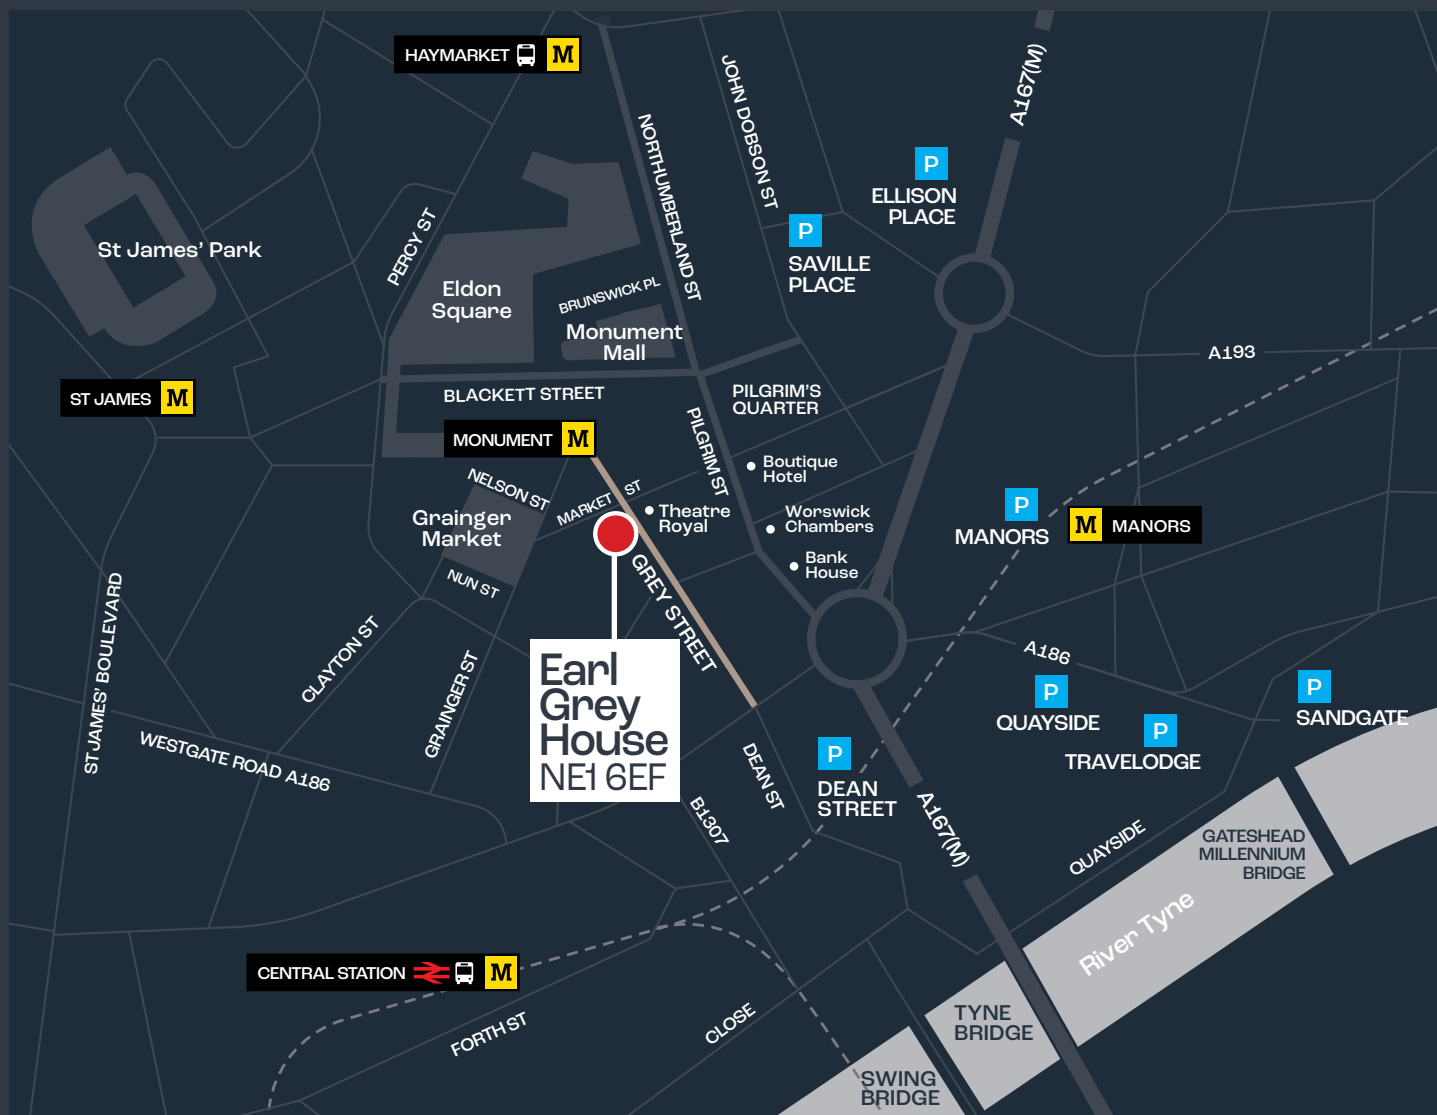 HAYMARKET M
A167(M)
JOHN DOBSON ST
NORTHUMBERLAND ST
P
ELLISON
PLACE
P
SAVILLE
PLACE
PERCY ST
St James' Park
Eldon
Square
BRUNSWICK PL
Monument
Mall
A193
ST JAMES M
BLACKETT STREET
PILGRIM'S
QUARTER
MONUMENT M
PILGRIM ST
Boutique
Hotel
NELSON ST
MARKET ST
Theatre
Royal
Grainger
Market
Worswick
Chambers
P
MANORS
M MANORS
Bank
House
NUN ST
GREY STREET
ST JAMES' BOULEVARD
CLAYTON ST
GRAINGER ST
Earl
Grey
House
NE1 6EF
A186
P
QUAYSIDE
P
SANDGATE
P
TRAVELODGE
WESTGATE ROAD A186
DEAN ST
P
DEAN
STREET
B1307
A167(M)
QUAYSIDE
GATESHEAD
MILLENNIUM
BRIDGE
River Tyne
CENTRAL STATION M
FORTH ST
CLOSE
TYNE
BRIDGE
SWING
BRIDGE